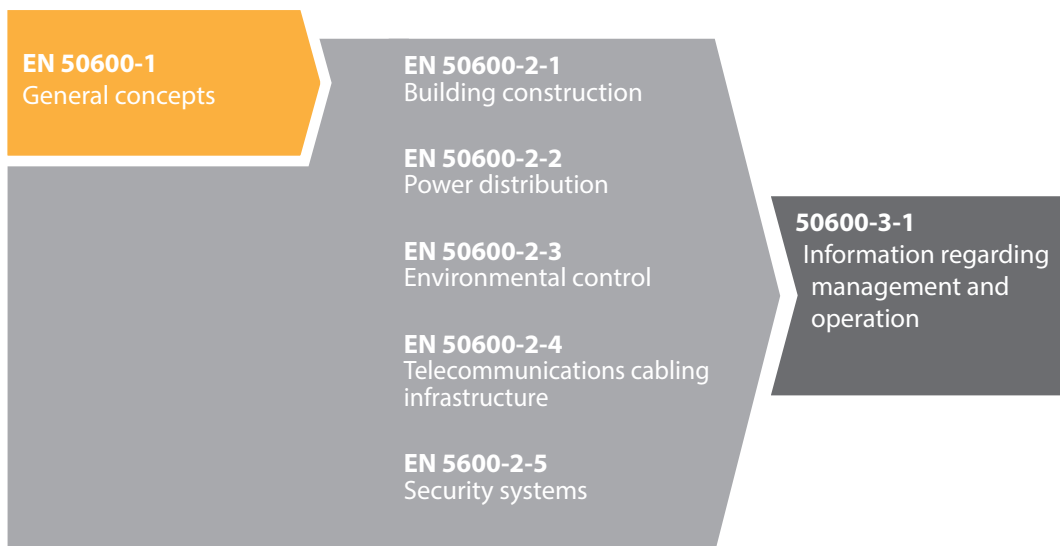 EN 50600-1
General concepts
EN 50600-2-1
Building construction
EN 50600-2-2
Power distribution
EN 50600-2-3
Environmental control
EN 50600-2-4
Telecommunications cabling
infrastructure
EN 5600-2-5
Security systems
50600-3-1
Information regarding
management and
operation